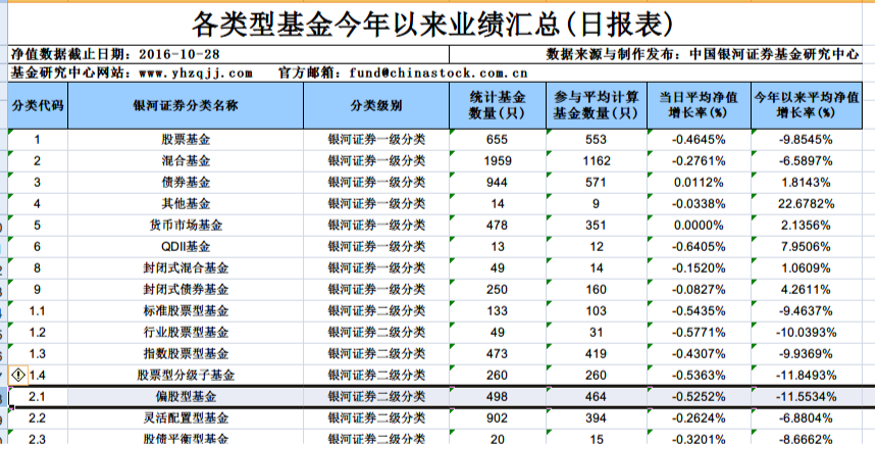 各类型基金今年以来业绩汇总(日报表)
净值数据截止日期：2016-10-28 数据来源与制作发布：中国银河证券基金研究中心
基金研究中心网站：www.yhzqjj.com 官方邮箱：fund@chinastock.com.cn
分类代码 银河证券分类名称 分类级别 统计基金数量(只) 参与平均计算基金数量(只) 当日平均净值增长率(%) 今年以来平均净值增长率(%)
1 股票基金 银河证券一级分类 655 553 -0.4645% -9.8545%
2 混合基金 银河证券一级分类 1959 1162 -0.2761% -6.5897%
3 债券基金 银河证券一级分类 944 571 0.0112% 1.8143%
4 其他基金 银河证券一级分类 14 9 -0.0338% 22.6782%
5 货币市场基金 银河证券一级分类 478 351 0.0000% 2.1356%
6 QDII基金 银河证券一级分类 13 12 -0.6405% 7.9506%
8 封闭式混合基金 银河证券一级分类 49 14 -0.1520% 1.0609%
9 封闭式债券基金 银河证券一级分类 250 160 -0.0827% 4.2611%
1.1 标准股票型基金 银河证券二级分类 133 103 -0.5435% -9.4637%
1.2 行业股票型基金 银河证券二级分类 49 31 -0.5771% -10.0393%
1.3 指数股票型基金 银河证券二级分类 473 419 -0.4307% -9.9369%
1.4 股票型分级子基金 银河证券二级分类 260 260 -0.5363% -11.8493%
2.1 偏股型基金 银河证券二级分类 498 464 -0.5252% -11.5534%
2.2 灵活配置型基金 银河证券二级分类 902 394 -0.2624% -6.8804%
2.3 股债平衡型基金 银河证券二级分类 20 15 -0.3201% -8.6662%